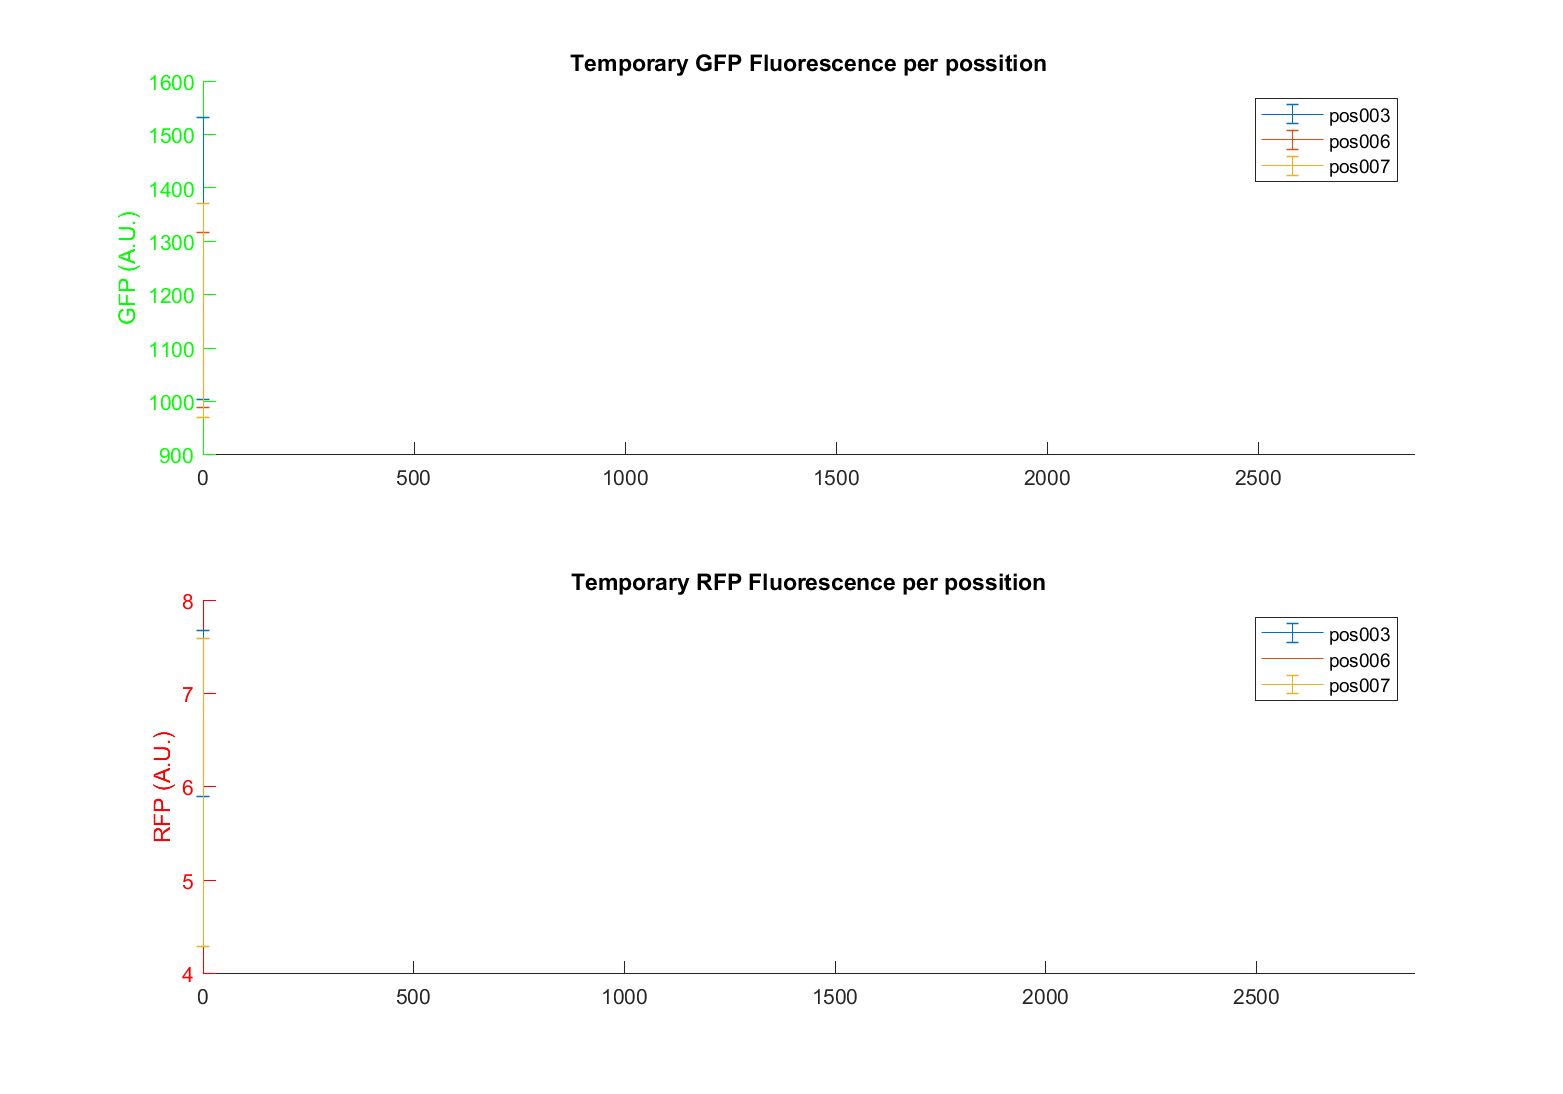 Temporary GFP Fluorescence per possition
1600
1500
1400
1300
1200
1100
1000
900
GFP (A.U.)
pos003
pos006
pos007
0 500 1000 1500 2000 2500
Temporary RFP Fluorescence per possition
8
7
6
5
4
RFP (A.U.)
pos003
pos006
pos007
0 500 1000 1500 2000 2500